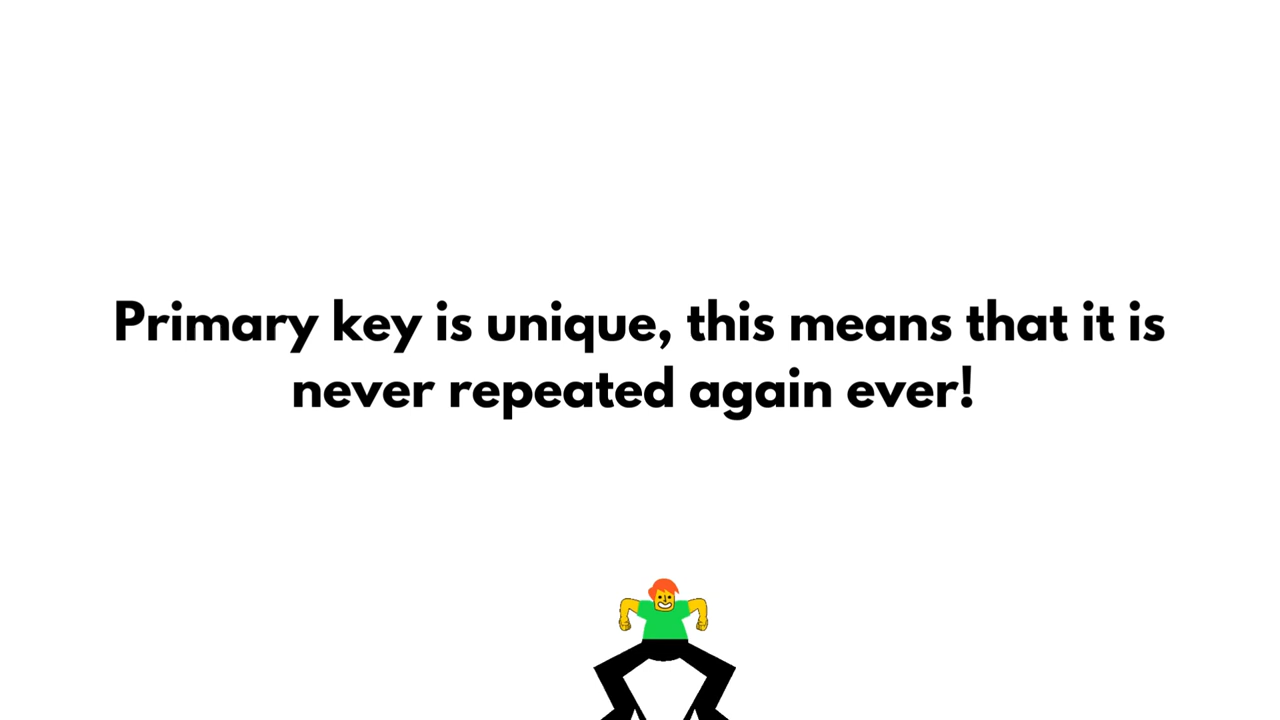 Primary key is unique, this means that it is
never repeated again ever!